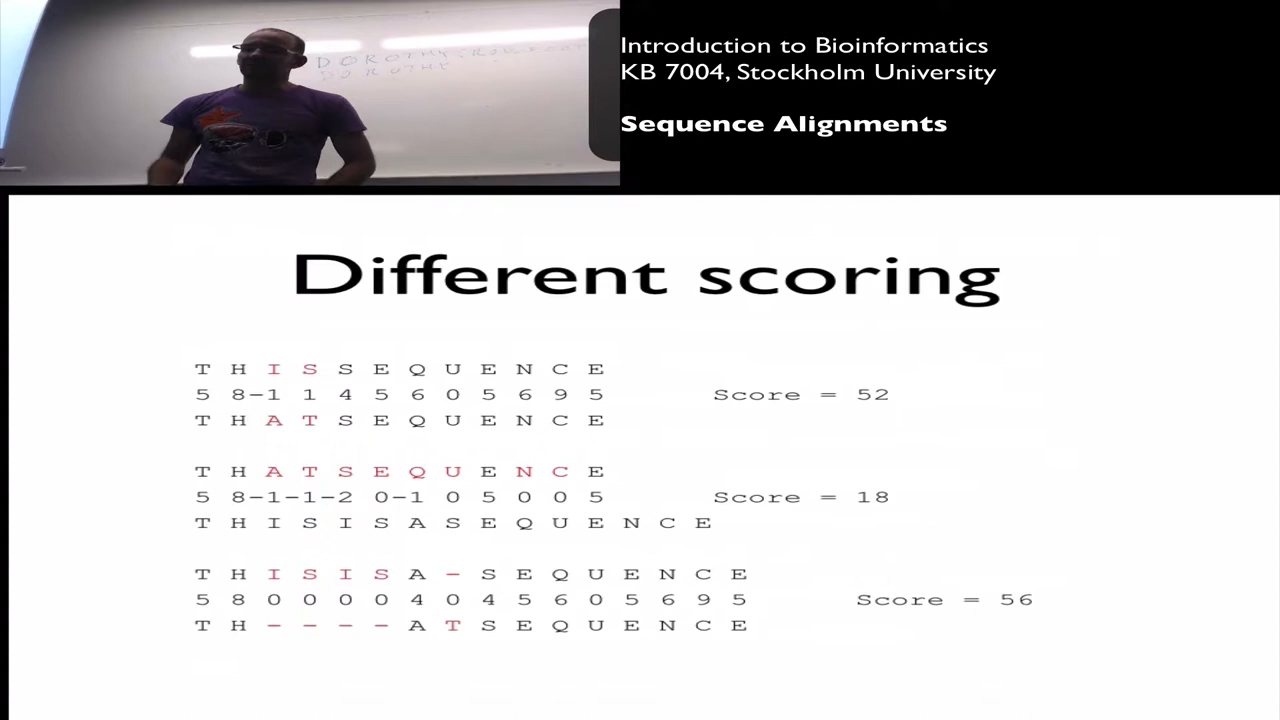 DOROTHY
DOROTHY
Introduction to Bioinformatics
KB 7004, Stockholm University
Sequence Alignments
Different scoring
T H I S S E Q U E N C E
5 8-1 1 4 5 6 0 5 6 9 5 Score = 52
T H A T S E Q U E N C E
T H A T S E Q U E N C E
5 8-1-1-2 0-1 0 5 0 0 5 Score = 18
T H I S I S A S E Q U E N C E
T H I S I S A - S E Q U E N C E
5 8 0 0 0 0 4 0 4 5 6 0 5 6 9 5 Score = 56
T H - - - - A T S E Q U E N C E